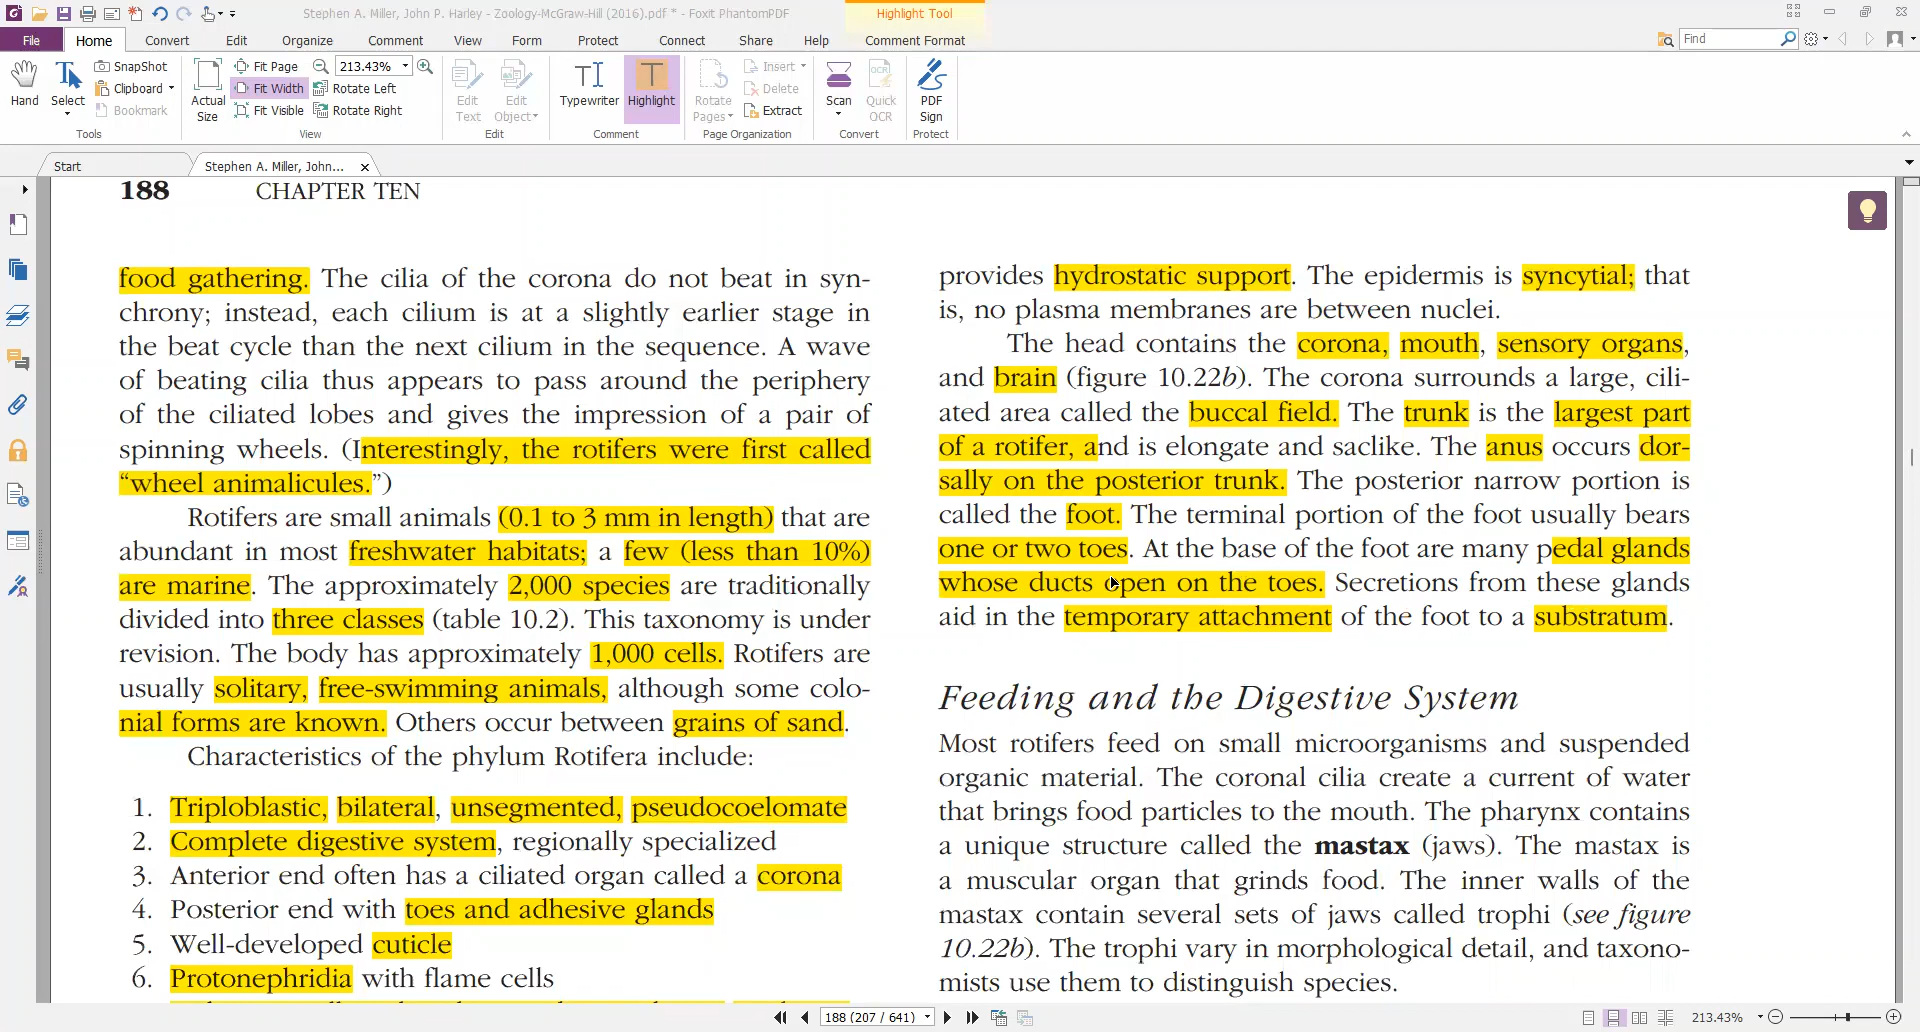 Stephen A. Miller, John P. Harley - Zoology-McGraw-Hill (2016).pdf * - Foxit PhantomPDF
Highlight Tool
File Home Convert Edit Organize Comment View Form Protect Connect Share Help Comment Format Find
Hand
Select
Tools
SnapShot
Clipboard
Bookmark
Actual Size
Fit Page
Fit Width
Fit Visible
213.43%
Rotate Left
Rotate Right
View
Edit Text
Edit Object
Edit
Typewriter
Highlight
Comment
Rotate Pages
Insert
Delete
Extract
Page Organization
Scan
Quick OCR
Convert
PDF Sign
Protect
Start
Stephen A. Miller, John...
188 CHAPTER TEN
food gathering. The cilia of the corona do not beat in syn-
chrony; instead, each cilium is at a slightly earlier stage in
the beat cycle than the next cilium in the sequence. A wave
of beating cilia thus appears to pass around the periphery
of the ciliated lobes and gives the impression of a pair of
spinning wheels. (Interestingly, the rotifers were first called
“wheel animalicules.”)
Rotifers are small animals (0.1 to 3 mm in length) that are
abundant in most freshwater habitats; a few (less than 10%)
are marine. The approximately 2,000 species are traditionally
divided into three classes (table 10.2). This taxonomy is under
revision. The body has approximately 1,000 cells. Rotifers are
usually solitary, free-swimming animals, although some colo-
nial forms are known. Others occur between grains of sand.
Characteristics of the phylum Rotifera include:
1. Triploblastic, bilateral, unsegmented, pseudocoelomate
2. Complete digestive system, regionally specialized
3. Anterior end often has a ciliated organ called a corona
4. Posterior end with toes and adhesive glands
5. Well-developed cuticle
6. Protonephridia with flame cells
provides hydrostatic support. The epidermis is syncytial; that
is, no plasma membranes are between nuclei.
The head contains the corona, mouth, sensory organs,
and brain (figure 10.22b). The corona surrounds a large, cili-
ated area called the buccal field. The trunk is the largest part
of a rotifer, and is elongate and saclike. The anus occurs dor-
sally on the posterior trunk. The posterior narrow portion is
called the foot. The terminal portion of the foot usually bears
one or two toes. At the base of the foot are many pedal glands
whose ducts open on the toes. Secretions from these glands
aid in the temporary attachment of the foot to a substratum.
Feeding and the Digestive System
Most rotifers feed on small microorganisms and suspended
organic material. The coronal cilia create a current of water
that brings food particles to the mouth. The pharynx contains
a unique structure called the mastax (jaws). The mastax is
a muscular organ that grinds food. The inner walls of the
mastax contain several sets of jaws called trophi (see figure
10.22b). The trophi vary in morphological detail, and taxono-
mists use them to distinguish species.
188 (207 / 641)
213.43%